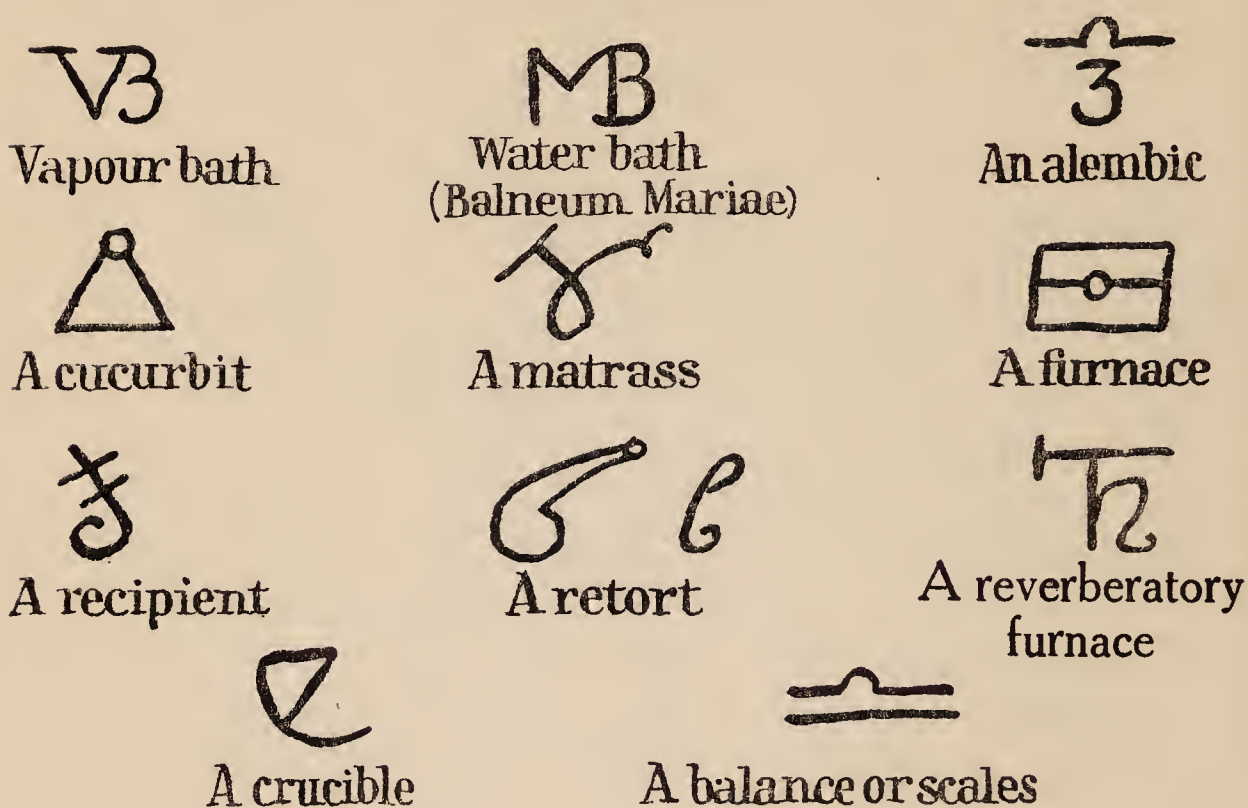 VB
MB
Vapour bath
Water bath
(Balneum Mariae)
3
An alembic
A cucurbit
A matrass
A furnace
A recipient
A retort
A reverberatory
furnace
A crucible
A balance or scales